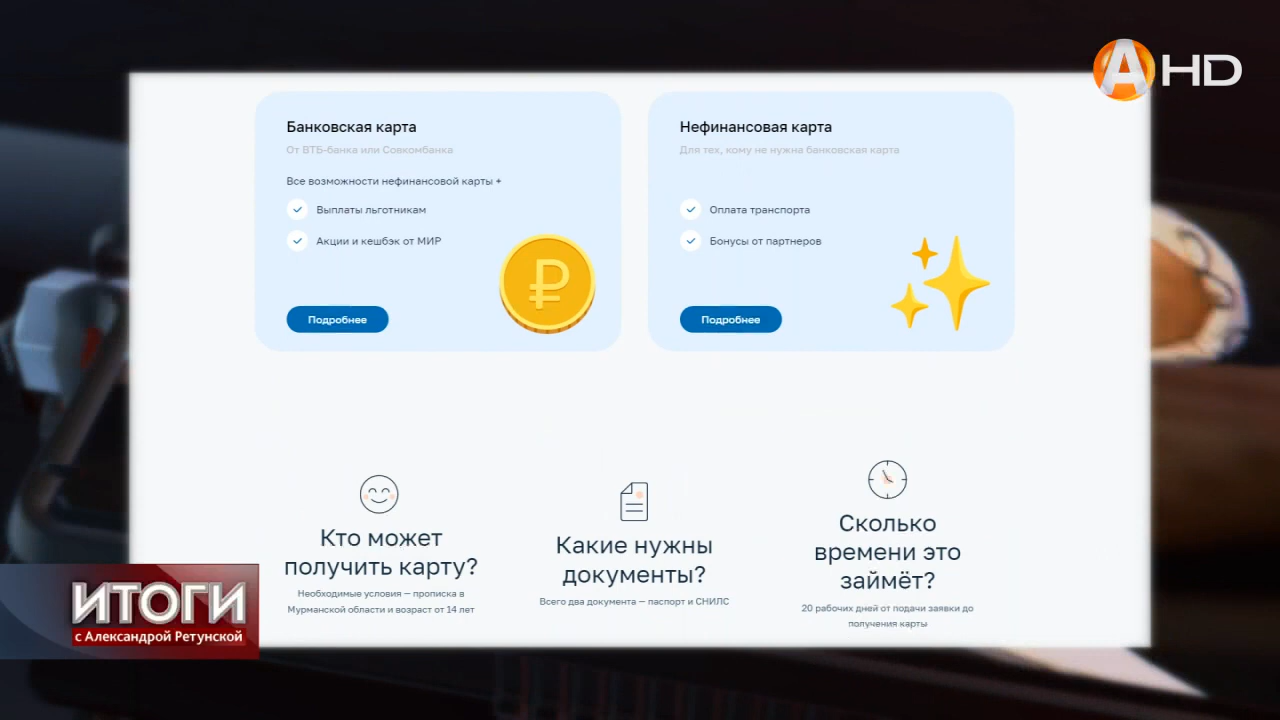 А HD
Банковская карта
От ВТБ-банка или Совкомбанка
Все возможности нефинансовой карты +
Выплаты льготникам
Акции и кешбэк от МИР
Подробнее
Нефинансовая карта
Для тех, кому не нужна банковская карта
Оплата транспорта
Бонусы от партнеров
Подробнее
Кто может
получить карту?
Необходимые условия — прописка в
Мурманской области и возраст от 14 лет
Какие нужны
документы?
Всего два документа — паспорт и СНИЛС
Сколько
времени это
займёт?
20 рабочих дней от подачи заявки до
получения карты
ИТОГИ
с Александрой Ретунской